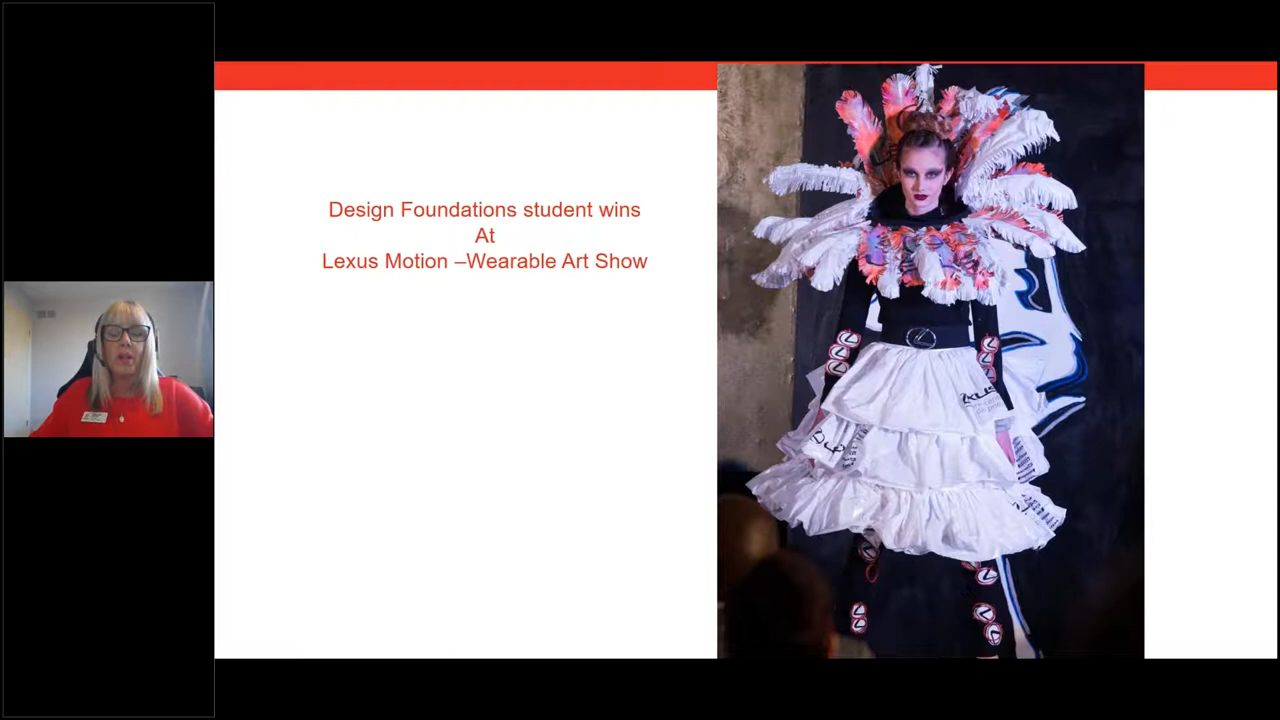 Design Foundations student wins
At
Lexus Motion –Wearable Art Show